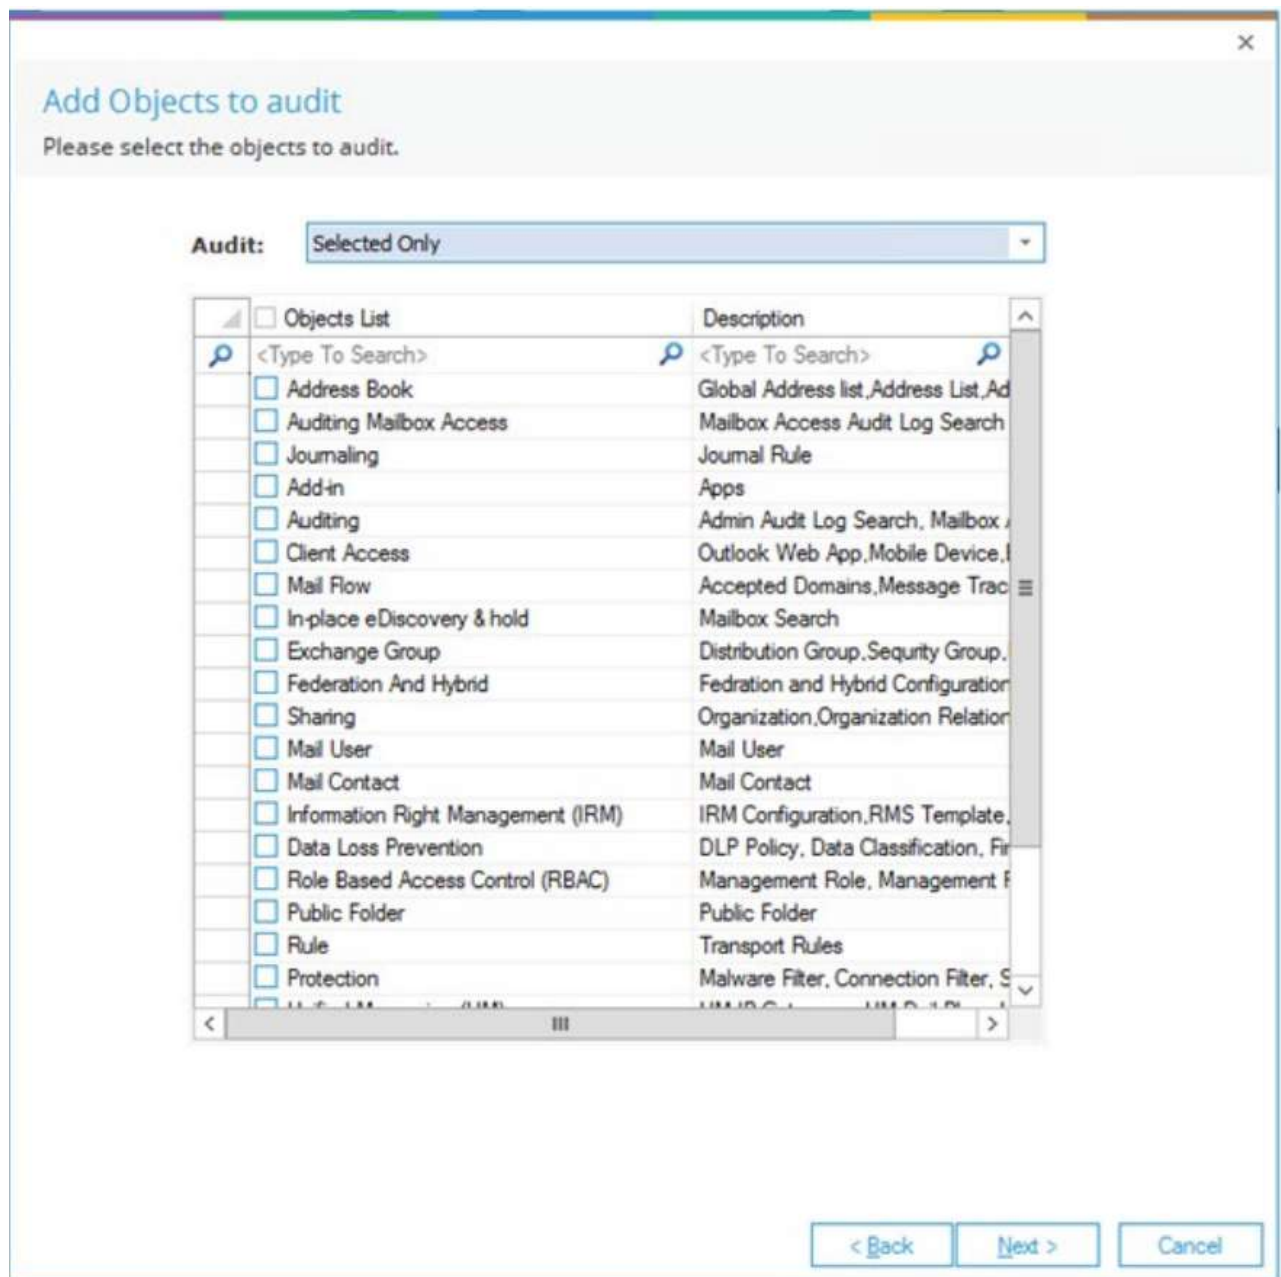 Add Objects to audit
Please select the objects to audit.
Audit: Selected Only
Objects List Description
<Type To Search> <Type To Search>
Address Book Global Address list,Address List,Ad
Auditing Mailbox Access Mailbox Access Audit Log Search
Journaling Journal Rule
Add-in Apps
Auditing Admin Audit Log Search, Mailbox
Client Access Outlook Web App,Mobile Device,
Mail Flow Accepted Domains,Message Trac
In-place eDiscovery & hold Mailbox Search
Exchange Group Distribution Group,Sequrity Group,
Federation And Hybrid Fedration and Hybrid Configuration
Sharing Organization,Organization Relation
Mail User Mail User
Mail Contact Mail Contact
Information Right Management (IRM) IRM Configuration,RMS Template,
Data Loss Prevention DLP Policy, Data Classification, Fin
Role Based Access Control (RBAC) Management Role, Management
Public Folder Public Folder
Rule Transport Rules
Protection Malware Filter, Connection Filter, S
< Back Next > Cancel